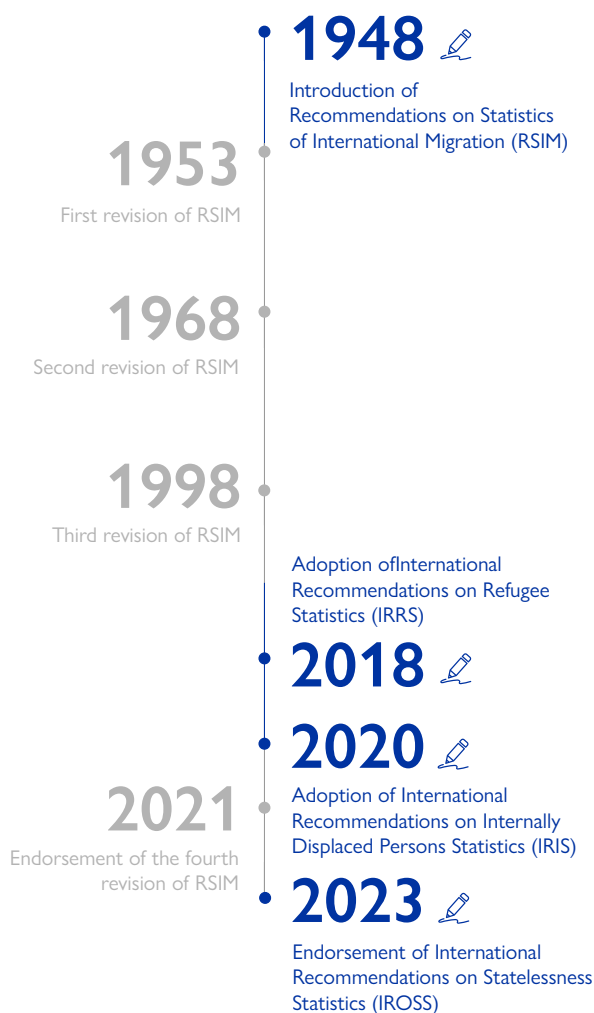 1948
Introduction of
Recommendations on Statistics
of International Migration (RSIM)
1953
First revision of RSIM
1968
Second revision of RSIM
1998
Third revision of RSIM
Adoption ofInternational
Recommendations on Refugee
Statistics (IRRS)
2018
2020
Adoption of International
Recommendations on Internally
Displaced Persons Statistics (IRIS)
2021
Endorsement of the fourth
revision of RSIM
2023
Endorsement of International
Recommendations on Statelessness
Statistics (IROSS)